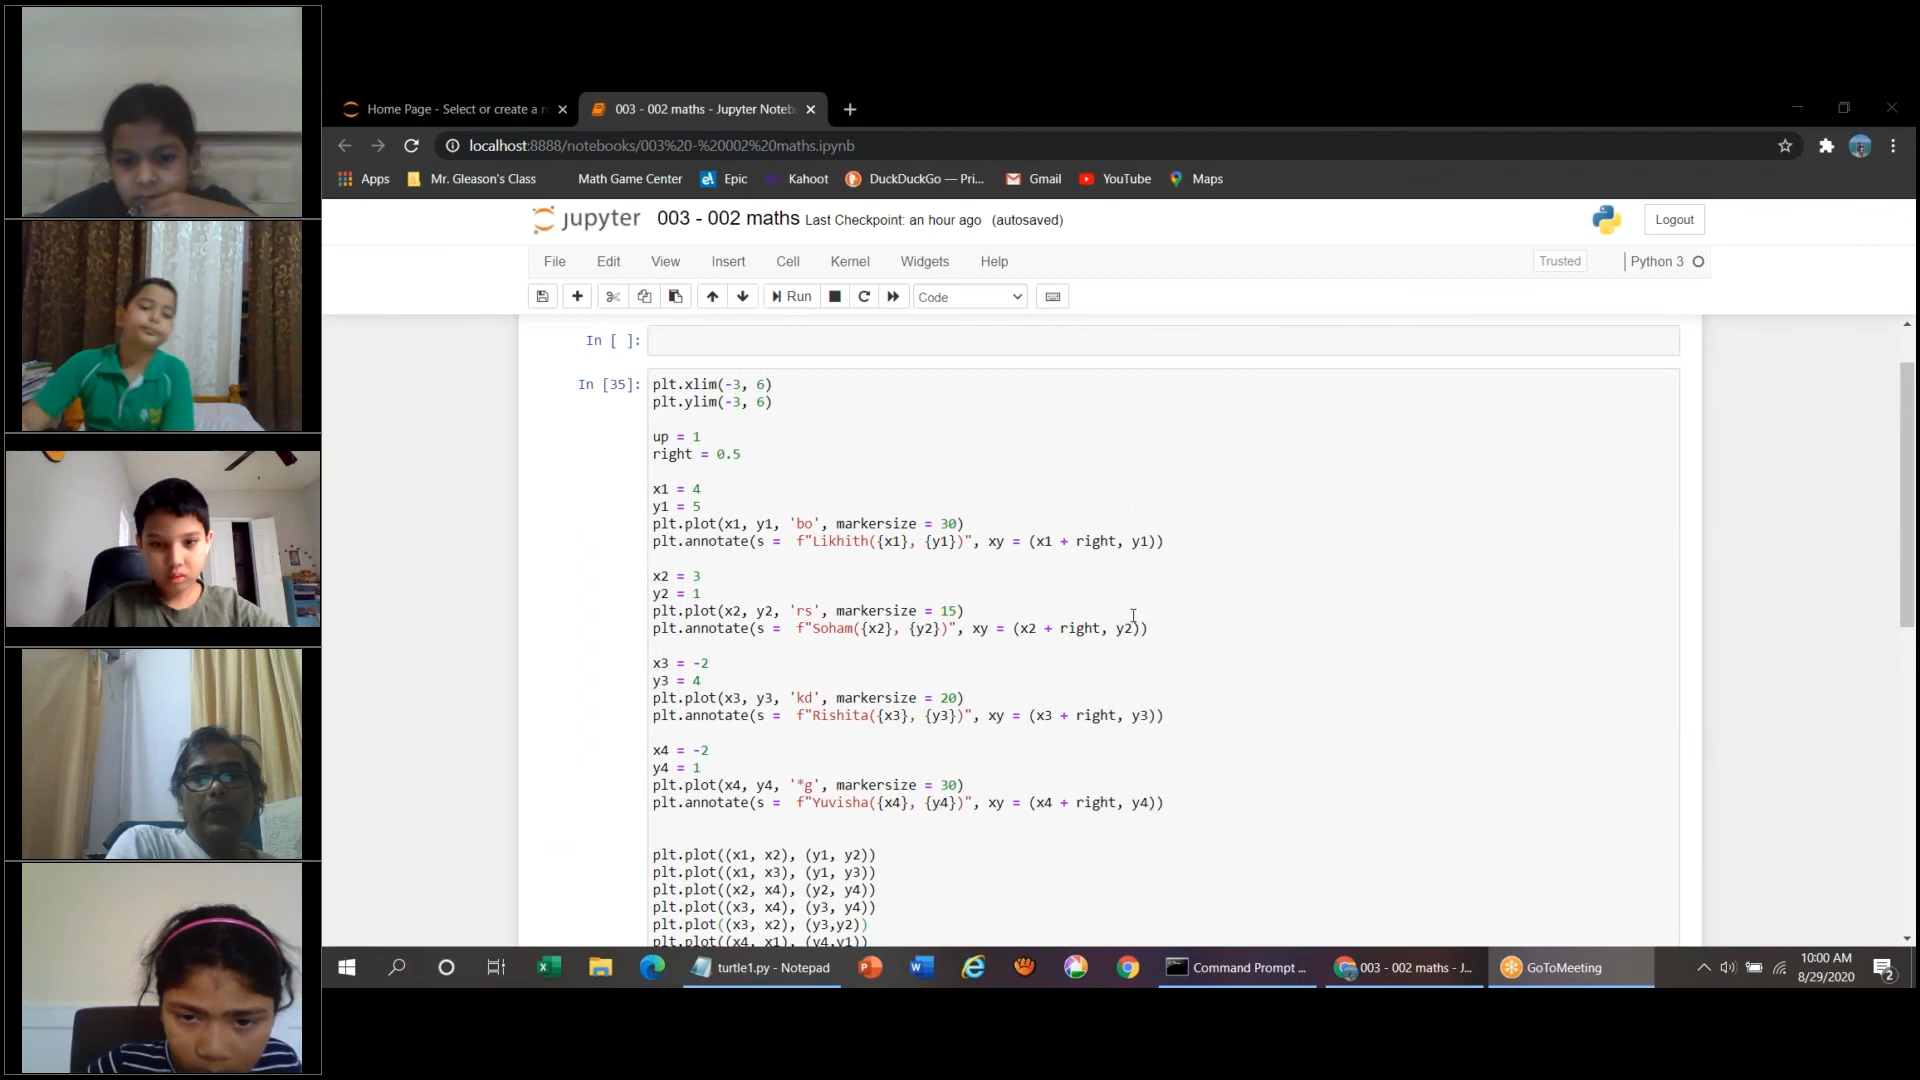 Home Page - Select or create a n
003 - 002 maths - Jupyter Noteb
localhost:8888/notebooks/003%20-%20002%20maths.ipynb
Apps Mr. Gleason's Class Math Game Center Epic Kahoot DuckDuckGo — Pri... Gmail YouTube Maps
jupyter 003 - 002 maths Last Checkpoint: an hour ago (autosaved) Logout
File Edit View Insert Cell Kernel Widgets Help Trusted Python 3
Run Code
In [ ]:
In [35]: plt.xlim(-3, 6)
plt.ylim(-3, 6)
up = 1
right = 0.5
x1 = 4
y1 = 5
plt.plot(x1, y1, 'bo', markersize = 30)
plt.annotate(s =  f"Likhith({x1}, {y1})", xy = (x1 + right, y1))
x2 = 3
y2 = 1
plt.plot(x2, y2, 'rs', markersize = 15)
plt.annotate(s =  f"Soham({x2}, {y2})", xy = (x2 + right, y2))
x3 = -2
y3 = 4
plt.plot(x3, y3, 'kd', markersize = 20)
plt.annotate(s =  f"Rishita({x3}, {y3})", xy = (x3 + right, y3))
x4 = -2
y4 = 1
plt.plot(x4, y4, '*g', markersize = 30)
plt.annotate(s =  f"Yuvisha({x4}, {y4})", xy = (x4 + right, y4))
plt.plot((x1, x2), (y1, y2))
plt.plot((x1, x3), (y1, y3))
plt.plot((x2, x4), (y2, y4))
plt.plot((x3, x4), (y3, y4))
plt.plot((x3, x2), (y3,y2))
plt.plot((x4, x1), (y4,y1))
turtle1.py - Notepad Command Prompt ... 003 - 002 maths - J... GoToMeeting 10:00 AM
8/29/2020 2